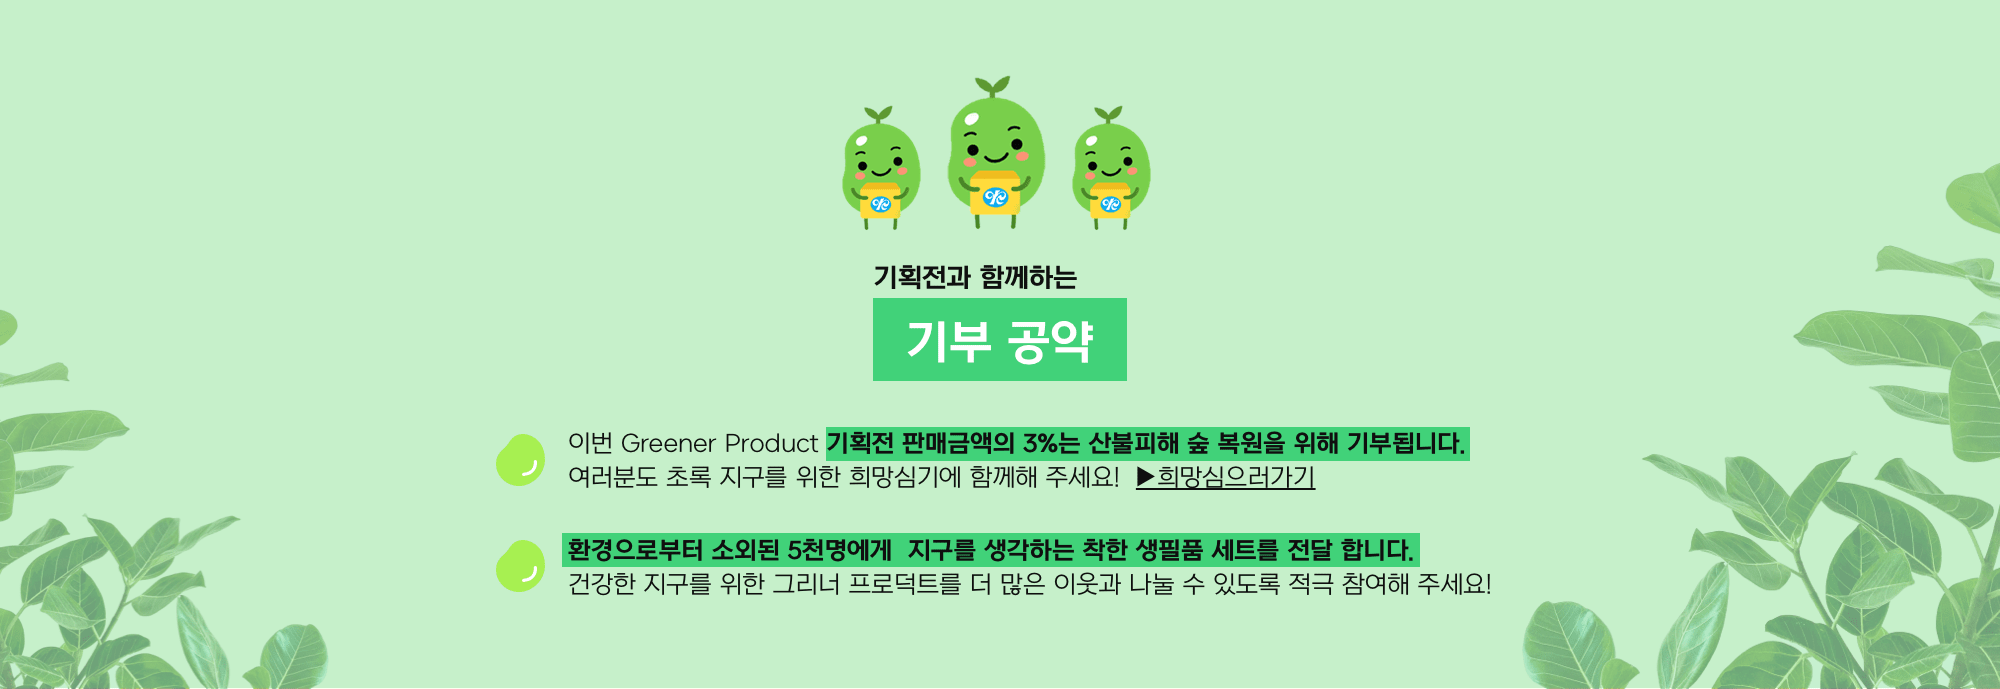 기획전과 함께하는
기부 공약
이번 Greener Product 기획전 판매금액의 3%는 산불피해 숲 복원을 위해 기부됩니다.
여러분도 초록 지구를 위한 희망심기에 함께해 주세요! ▶희망심으러가기
환경으로부터 소외된 5천명에게 지구를 생각하는 착한 생필품 세트를 전달 합니다.
건강한 지구를 위한 그리너 프로덕트를 더 많은 이웃과 나눌 수 있도록 적극 참여해 주세요!